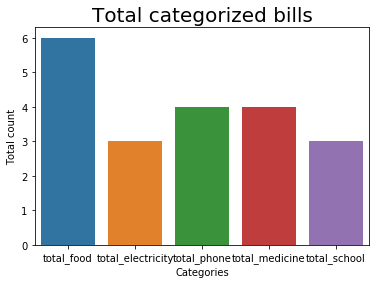 Total categorized bills
6
5
4
3
2
1
0
Total count
total_food total_electricity total_phone total_medicine total_school
Categories